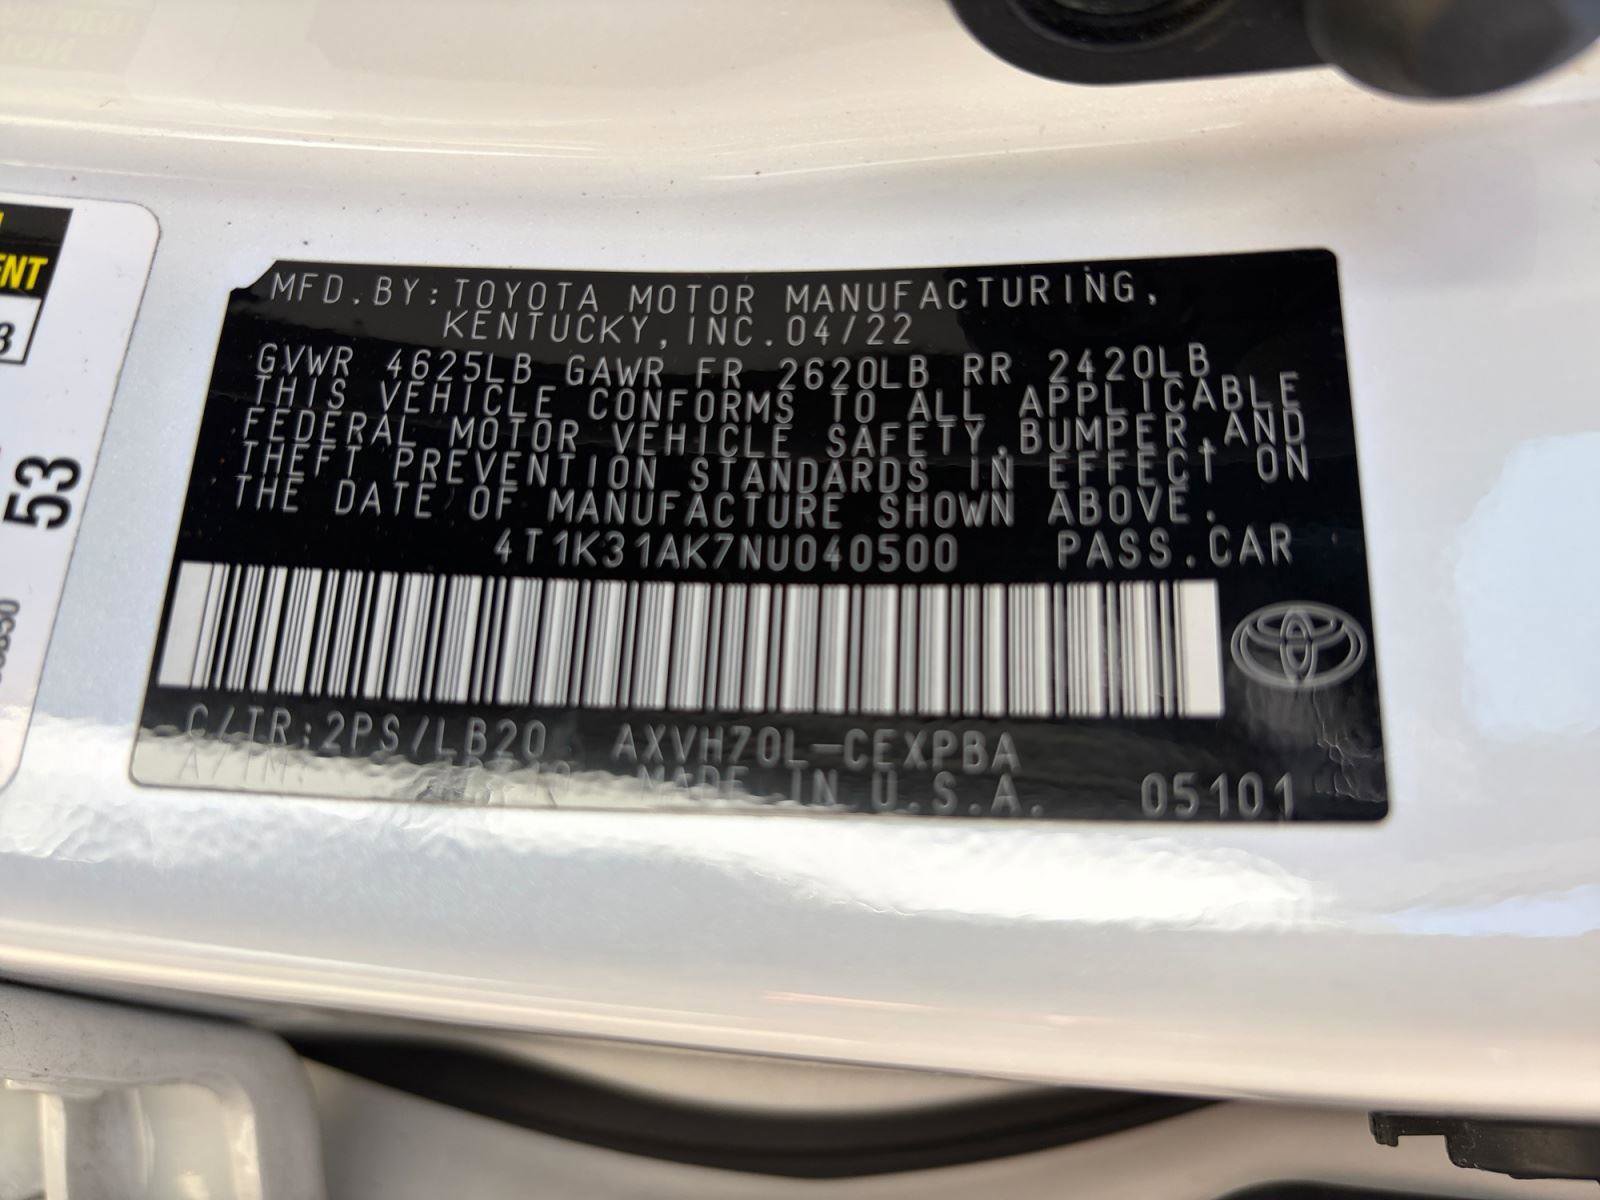 ENT
53
MFD.BY:TOYOTA MOTOR MANUFACTURING,
KENTUCKY,INC.04/22
GVWR 4625LB GAWR FR 2620LB RR 2420LB
THIS VEHICLE CONFORMS TO ALL APPLICABLE
FEDERAL MOTOR VEHICLE SAFETY,BUMPER,AND
THEFT PREVENTION STANDARDS IN EFFECT ON
THE DATE OF MANUFACTURE SHOWN ABOVE.
4T1K31AK7NU040500 PASS.CAR
C/TR:2PS/LB20 AXVH70L-CEXPBA
MADE IN U.S.A. 05101